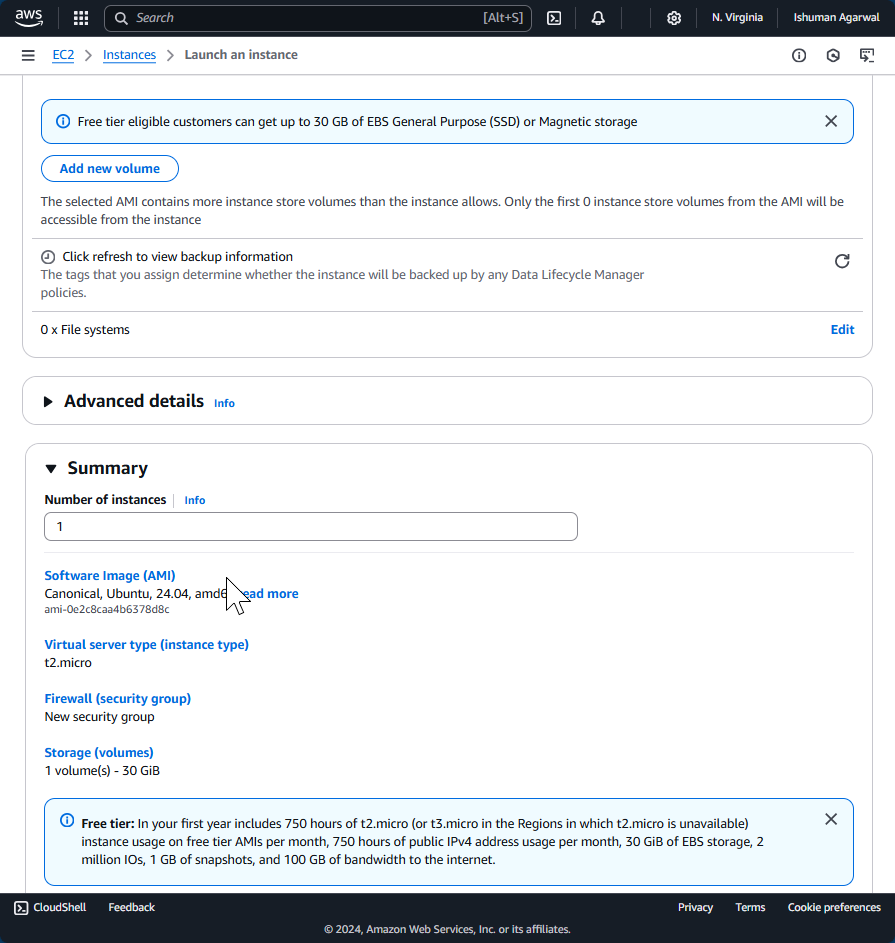 aws
Search [Alt+S]
N. Virginia
Ishuman Agarwal
EC2
Instances
Launch an instance
Free tier eligible customers can get up to 30 GB of EBS General Purpose (SSD) or Magnetic storage
Add new volume
The selected AMI contains more instance store volumes than the instance allows. Only the first 0 instance store volumes from the AMI will be
accessible from the instance
Click refresh to view backup information
The tags that you assign determine whether the instance will be backed up by any Data Lifecycle Manager
policies.
0 x File systems Edit
Advanced details Info
Summary
Number of instances Info
1
Software Image (AMI)
Canonical, Ubuntu, 24.04, amd6 ead more
ami-0e2c8caa4b6378d8c
Virtual server type (instance type)
t2.micro
Firewall (security group)
New security group
Storage (volumes)
1 volume(s) - 30 GiB
Free tier: In your first year includes 750 hours of t2.micro (or t3.micro in the Regions in which t2.micro is unavailable)
instance usage on free tier AMIs per month, 750 hours of public IPv4 address usage per month, 30 GiB of EBS storage, 2
million IOs, 1 GB of snapshots, and 100 GB of bandwidth to the internet.
CloudShell Feedback Privacy Terms Cookie preferences
© 2024, Amazon Web Services, Inc. or its affiliates.